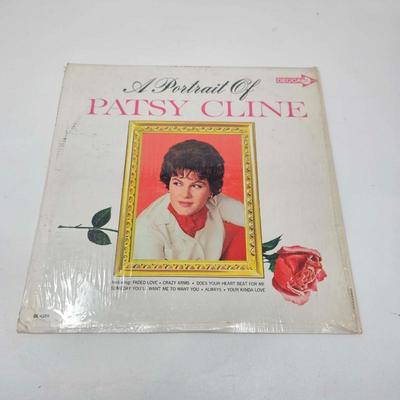 DECCA
A Portrait Of
PATSY CLINE
FADED LOVE • CRAZY ARMS • DOES YOUR HEART BEAT FOR ME
SOMEDAY YOU'LL WANT ME TO WANT YOU • ALWAYS • YOUR KINDA LOVE